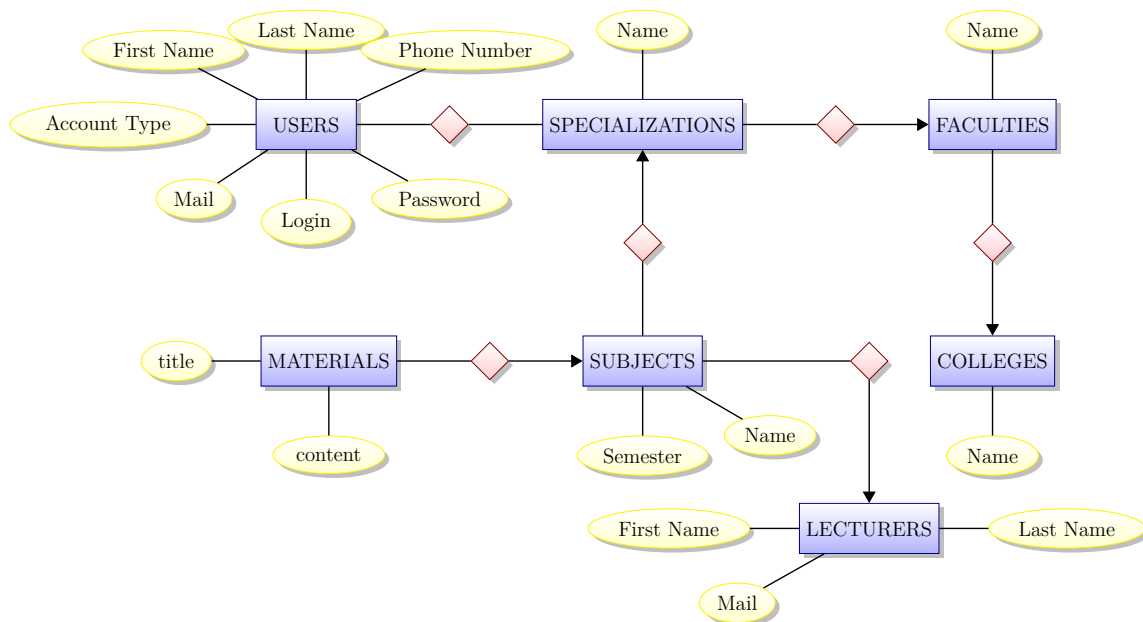 Last Name
Name
Name
First Name
Phone Number
Account Type
USERS
SPECIALIZATIONS
FACULTIES
Mail
Login
Password
title
MATERIALS
SUBJECTS
COLLEGES
content
Semester
Name
Name
First Name
LECTURERS
Last Name
Mail